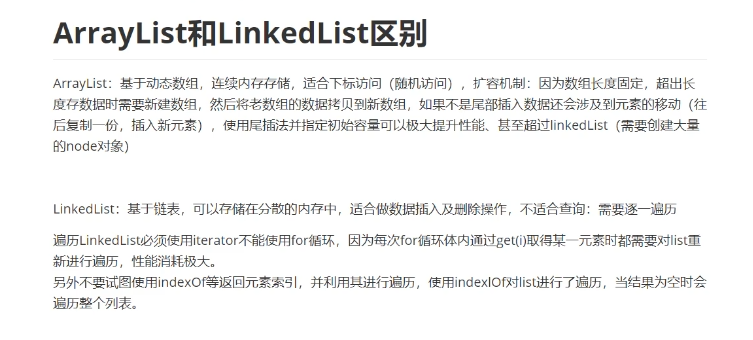 ArrayList和LinkedList区别
ArrayList：基于动态数组，连续内存存储，适合下标访问（随机访问），扩容机制：因为数组长度固定，超出长
度存数据时需要新建数组，然后将老数组的数据拷贝到新数组，如果不是尾部插入数据还会涉及到元素的移动（往
后复制一份，插入新元素），使用尾插法并指定初始容量可以极大提升性能、甚至超过linkedList（需要创建大量
的node对象）
LinkedList：基于链表，可以存储在分散的内存中，适合做数据插入及删除操作，不适合查询：需要逐一遍历
遍历LinkedList必须使用iterator不能使用for循环，因为每次for循环体内通过get(i)取得某一元素时都需要对list重
新进行遍历，性能消耗极大。
另外不要试图使用indexOf等返回元素索引，并利用其进行遍历，使用indexlOf对list进行了遍历，当结果为空时会
遍历整个列表。